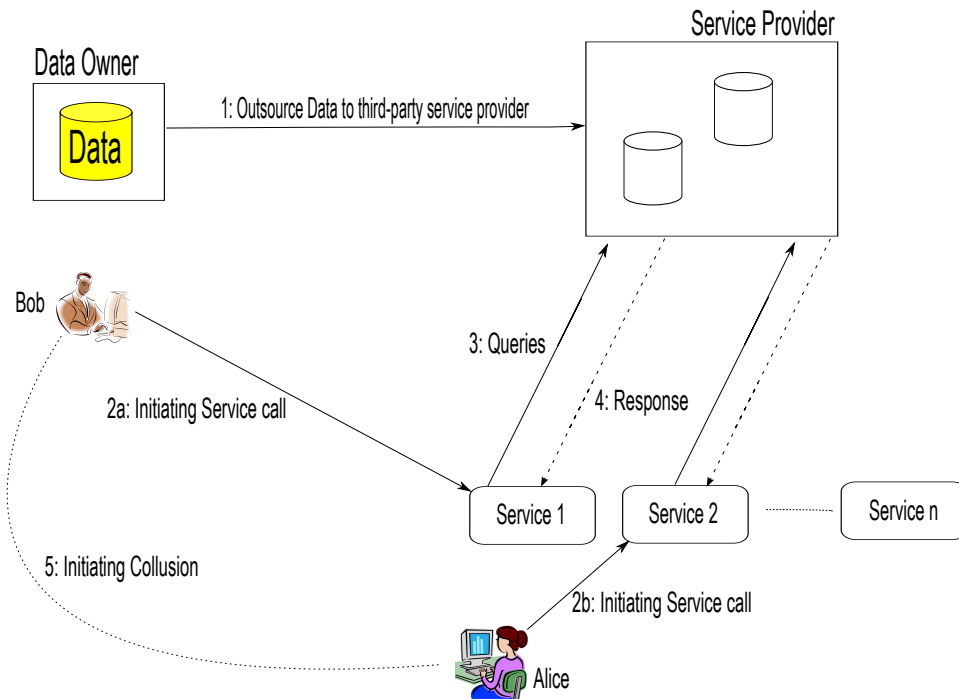 Service Provider
Data Owner
1: Outsource Data to third-party service provider
Data
Bob
3: Queries
2a: Initiating Service call
4: Response
Service 1
Service 2
Service n
5: Initiating Collusion
2b: Initiating Service call
Alice